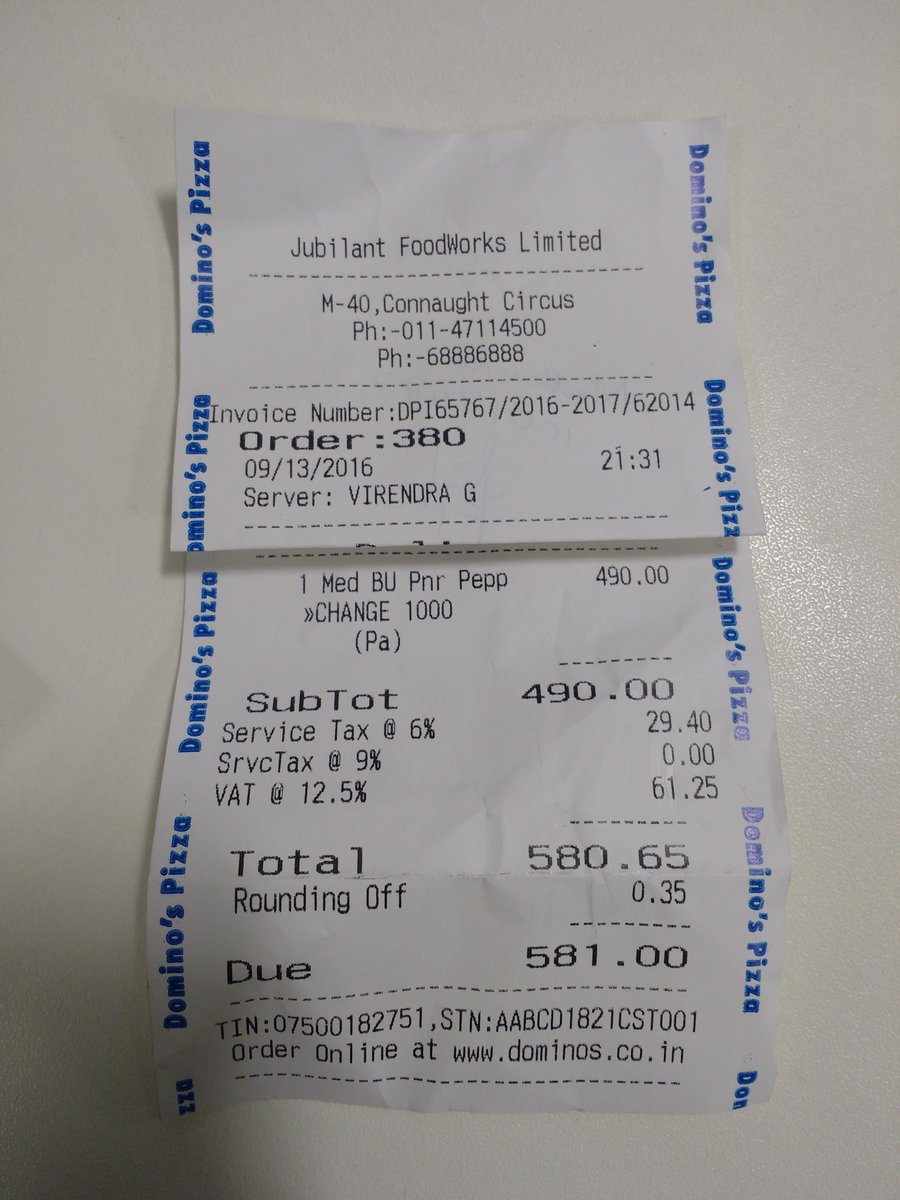 Jubilant FoodWorks Limited
M-40,Connaught Circus
Ph:-011-47114500
Ph:-68886888
Invoice Number:DPI65767/2016-2017/62014
Order:380
09/13/2016 21:31
Server: VIRENDRA G
1 Med BU Pnr Pepp 490.00
»CHANGE 1000
(Pa)
SubTot 490.00
Service Tax @ 6% 29.40
SrvcTax @ 9% 0.00
VAT @ 12.5% 61.25
Total 580.65
Rounding Off 0.35
Due 581.00
TIN:07500182751,STN:AABCD1821CST001
Order Online at www.dominos.co.in
Domino's Pizza
omino's Pizza
Domino's Pizza
Domino's Pizza
zza
Domino's Pizza
Domino's Pizz
Domino's Pizza
Domino's Pizza
Don